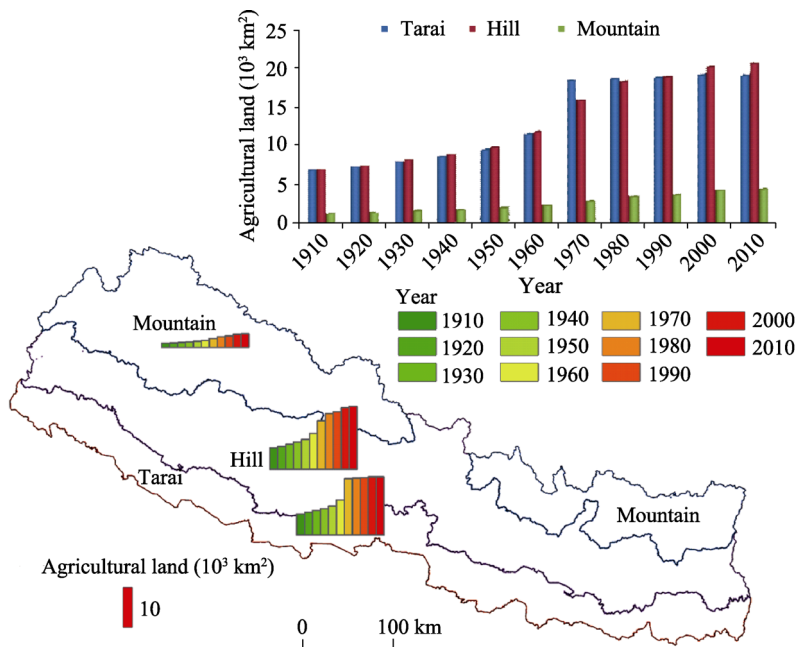 25
Tarai Hill Mountain
20
15
10
5
0
Agricultural land (10³ km²)
1910 1920 1930 1940 1950 1960 1970 1980 1990 2000 2010
Year
Year
1910 1940 1970 2000
1920 1950 1980 2010
1930 1960 1990
Mountain
Hill
Tarai
Mountain
Agricultural land (10³ km²)
10
0 100 km